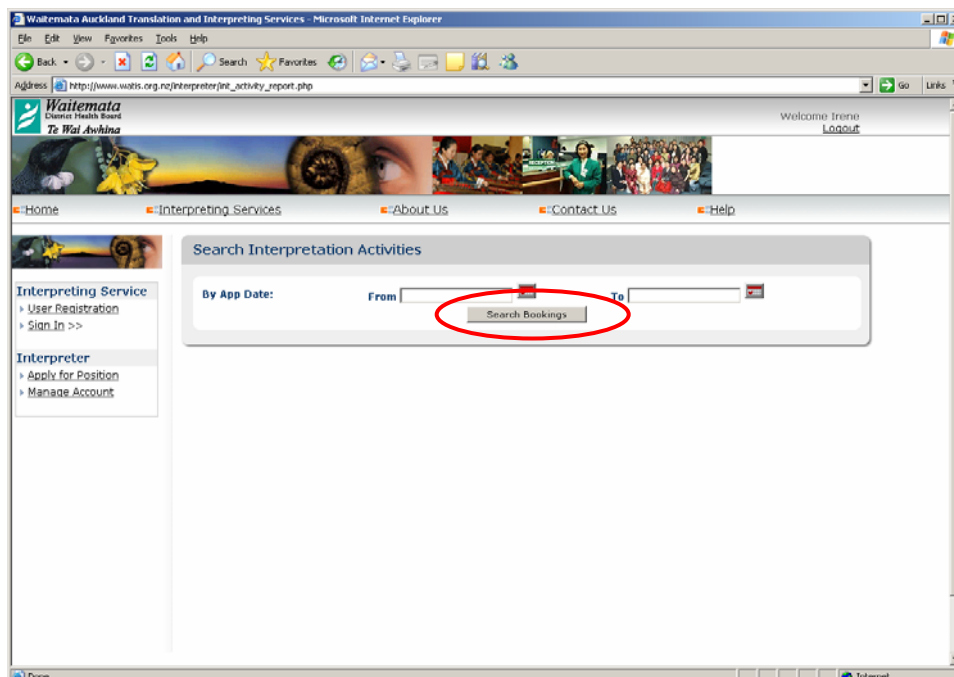 Waitemata Auckland Translation and Interpreting Services - Microsoft Internet Explorer
File Edit View Favorites Tools Help
Back Search Favorites
Address http://www.watis.org.nz/interpreter/int_activity_report.php Go Links
Waitemata
District Health Board
Te Wai Awhina
Welcome Irene
Logout
RECEPTION
Home Interpreting Services About Us Contact Us Help
Search Interpretation Activities
By App Date: From To
Search Bookings
Interpreting Service
User Registration
Sign In >>
Interpreter
Apply for Position
Manage Account
Done Internet